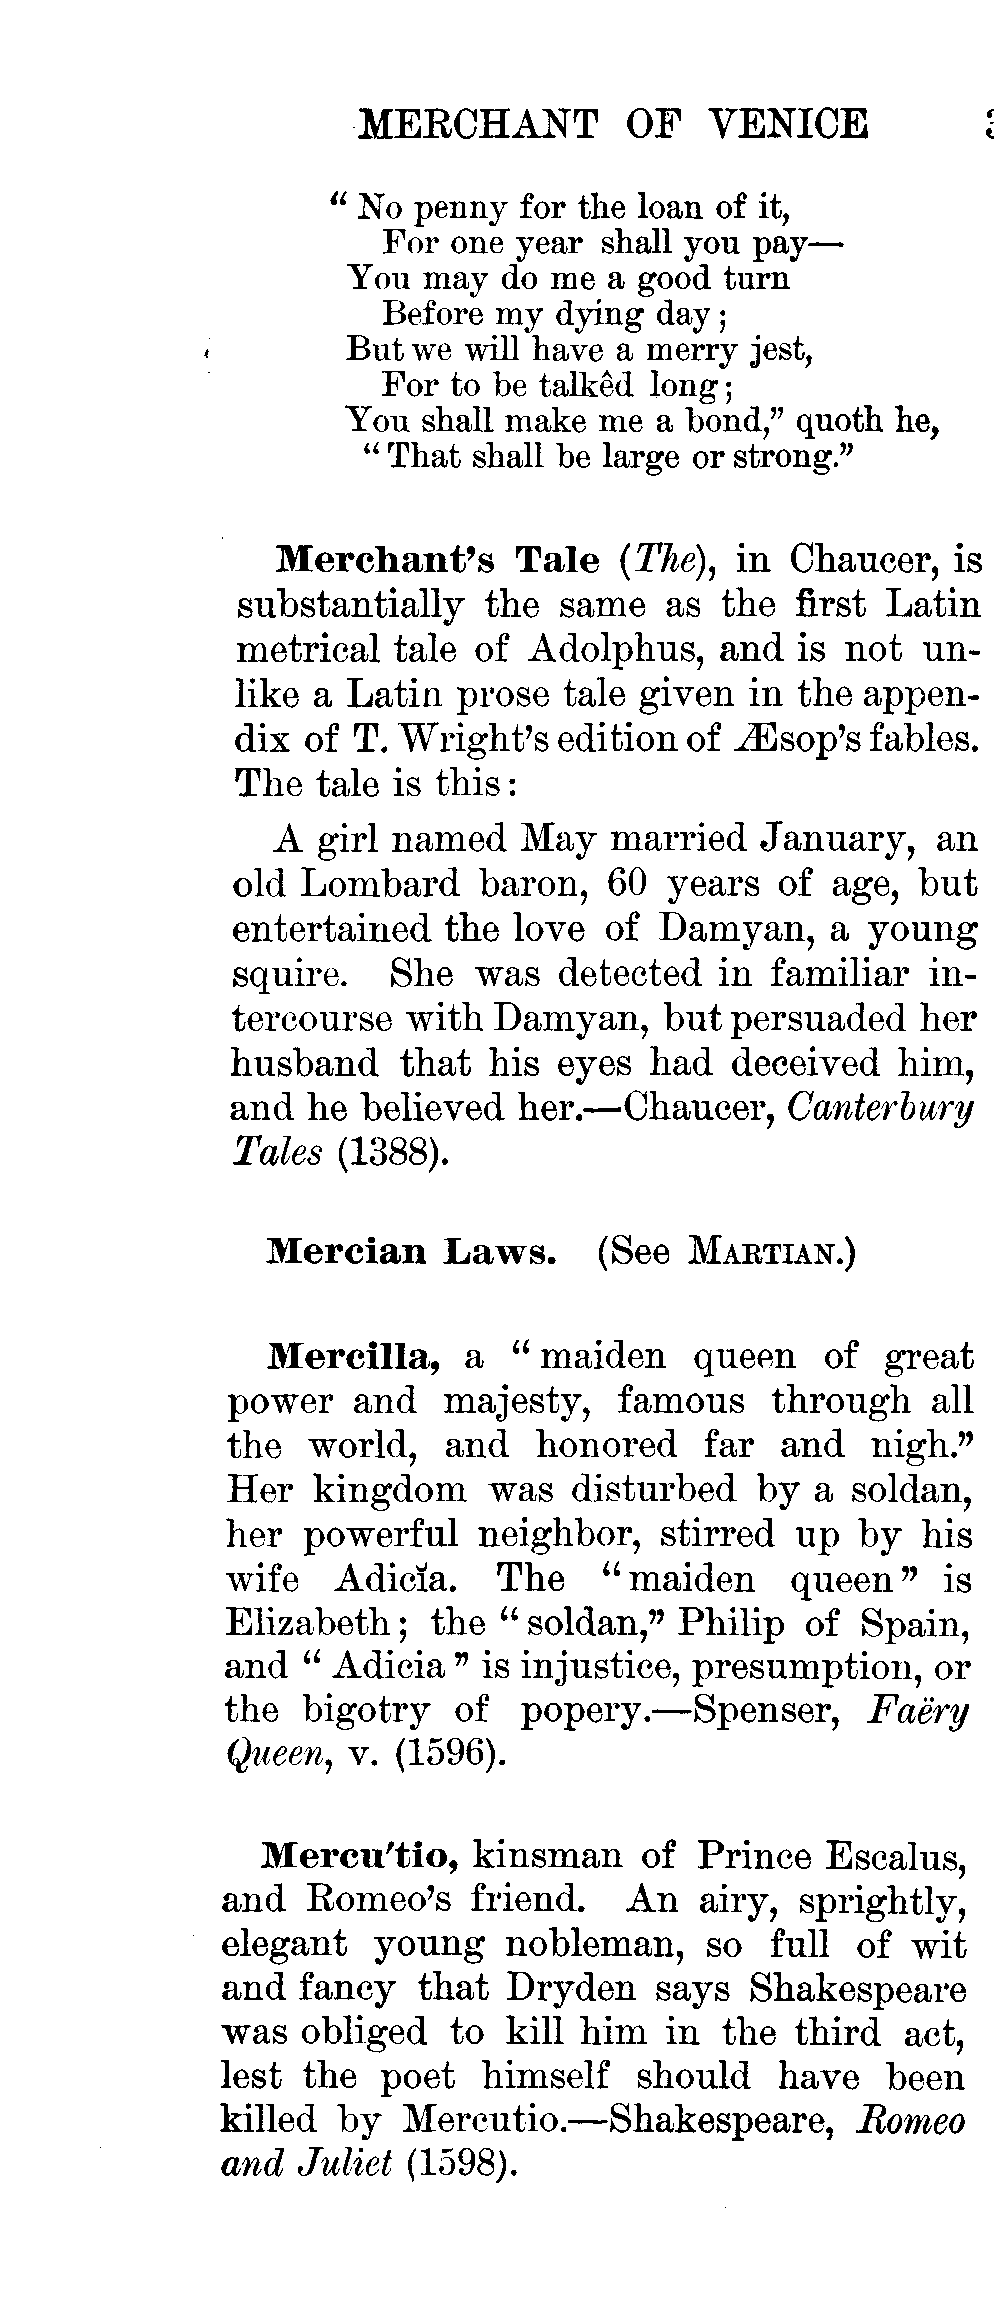 MERCHANT OF VENICE
“ No penny for the loan of it,
For one year shall you pay—
You may do me a good turn
Before my dying day ;
But we will have a merry jest,
For to be talkêd long ;
You shall make me a bond,” quoth he,
“ That shall be large or strong.”
Merchant’s Tale (The), in Chaucer, is
substantially the same as the first Latin
metrical tale of Adolphus, and is not un-
like a Latin prose tale given in the appen-
dix of T. Wright’s edition of Æsop’s fables.
The tale is this :
A girl named May married January, an
old Lombard baron, 60 years of age, but
entertained the love of Damyan, a young
squire. She was detected in familiar in-
tercourse with Damyan, but persuaded her
husband that his eyes had deceived him,
and he believed her.—Chaucer, Canterbury
Tales (1388).
Mercian Laws. (See MARTIAN.)
Mercilla, a “ maiden queen of great
power and majesty, famous through all
the world, and honored far and nigh.”
Her kingdom was disturbed by a soldan,
her powerful neighbor, stirred up by his
wife Adicĭa. The “ maiden queen ” is
Elizabeth ; the “ soldan,” Philip of Spain,
and “ Adicia ” is injustice, presumption, or
the bigotry of popery.—Spenser, Faëry
Queen, v. (1596).
Mercu′tio, kinsman of Prince Escalus,
and Romeo’s friend. An airy, sprightly,
elegant young nobleman, so full of wit
and fancy that Dryden says Shakespeare
was obliged to kill him in the third act,
lest the poet himself should have been
killed by Mercutio.—Shakespeare, Romeo
and Juliet (1598).